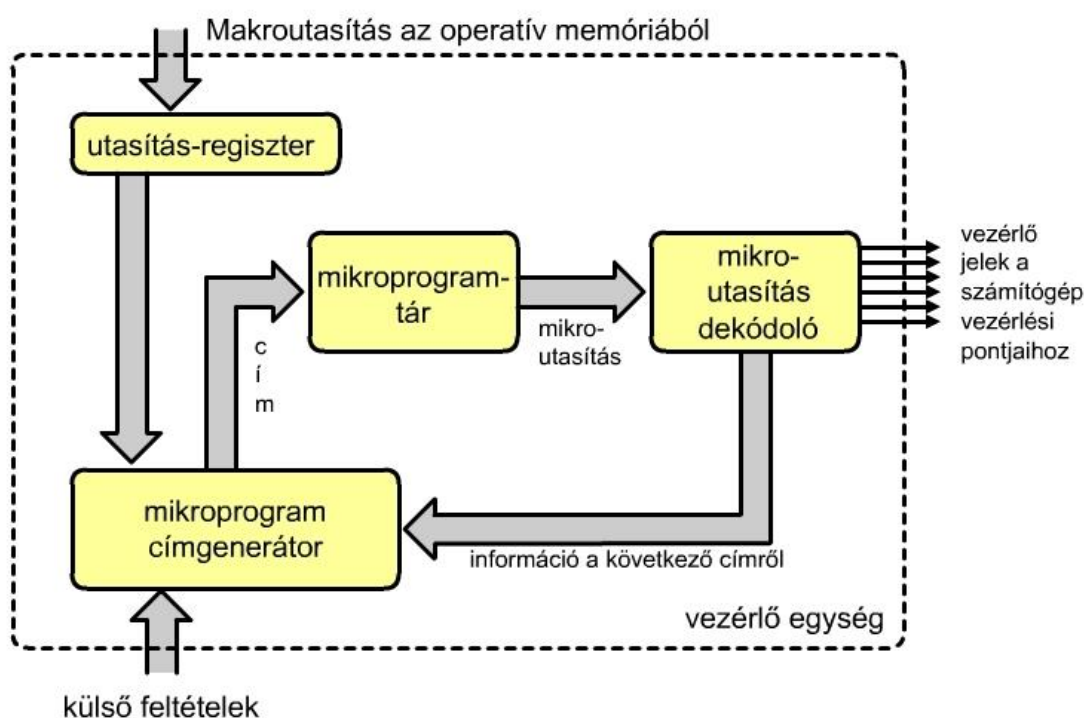 Makroutasítás az operatív memóriából
utasítás-regiszter
mikroprogram-
tár
mikro-
utasítás
dekódoló
vezérlő
jelek a
számítógép
vezérlési
pontjaihoz
mikro-
utasítás
c
í
m
mikroprogram
címgenerátor
információ a következő címről
vezérlő egység
külső feltételek